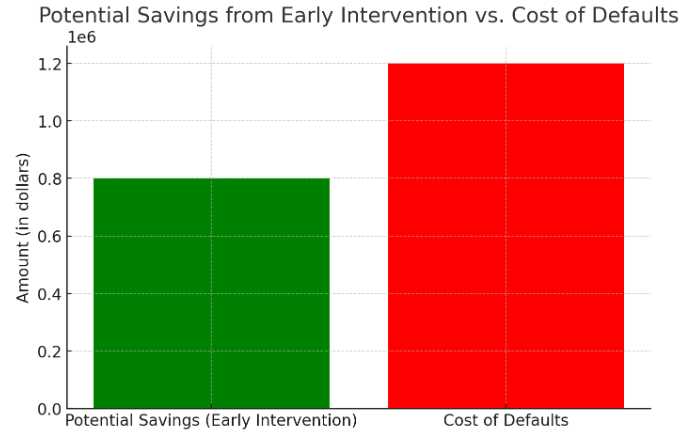 Potential Savings from Early Intervention vs. Cost of Defaults
1e6
1.2
1.0
0.8
0.6
0.4
0.2
0.0
Amount (in dollars)
Potential Savings (Early Intervention)
Cost of Defaults